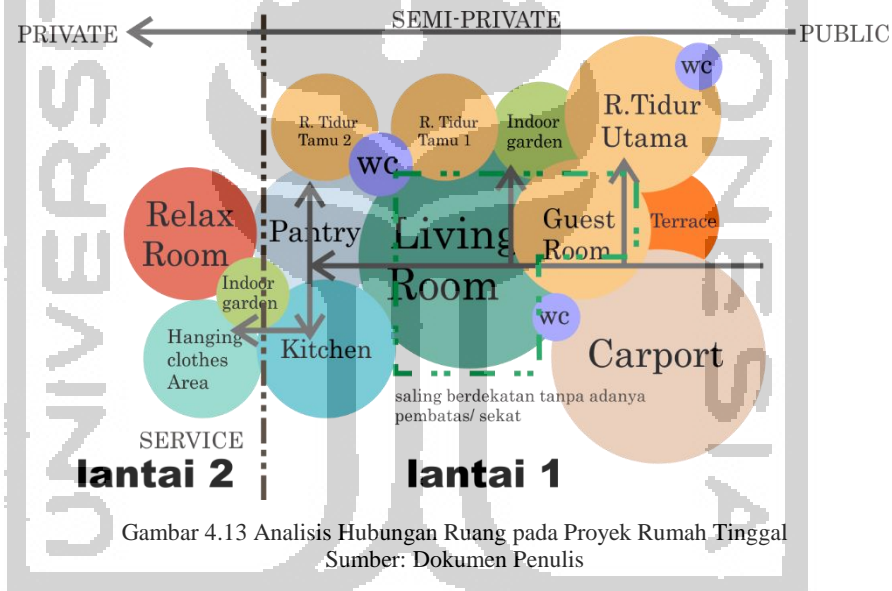 SEMI-PRIVATE
PRIVATE
PUBLIC
wc
R. Tidur
Tamu 2
R. Tidur
Tamu 1
Indoor
garden
R.Tidur
Utama
wc
Relax
Room
Pantry
Living
Room
Guest
Room
Terrace
Indoor
garden
Hanging
clothes
Area
Kitchen
wc
Carport
saling berdekatan tanpa adanya
pembatas/ sekat
SERVICE
lantai 2
lantai 1
Gambar 4.13 Analisis Hubungan Ruang pada Proyek Rumah Tinggal
Sumber: Dokumen Penulis